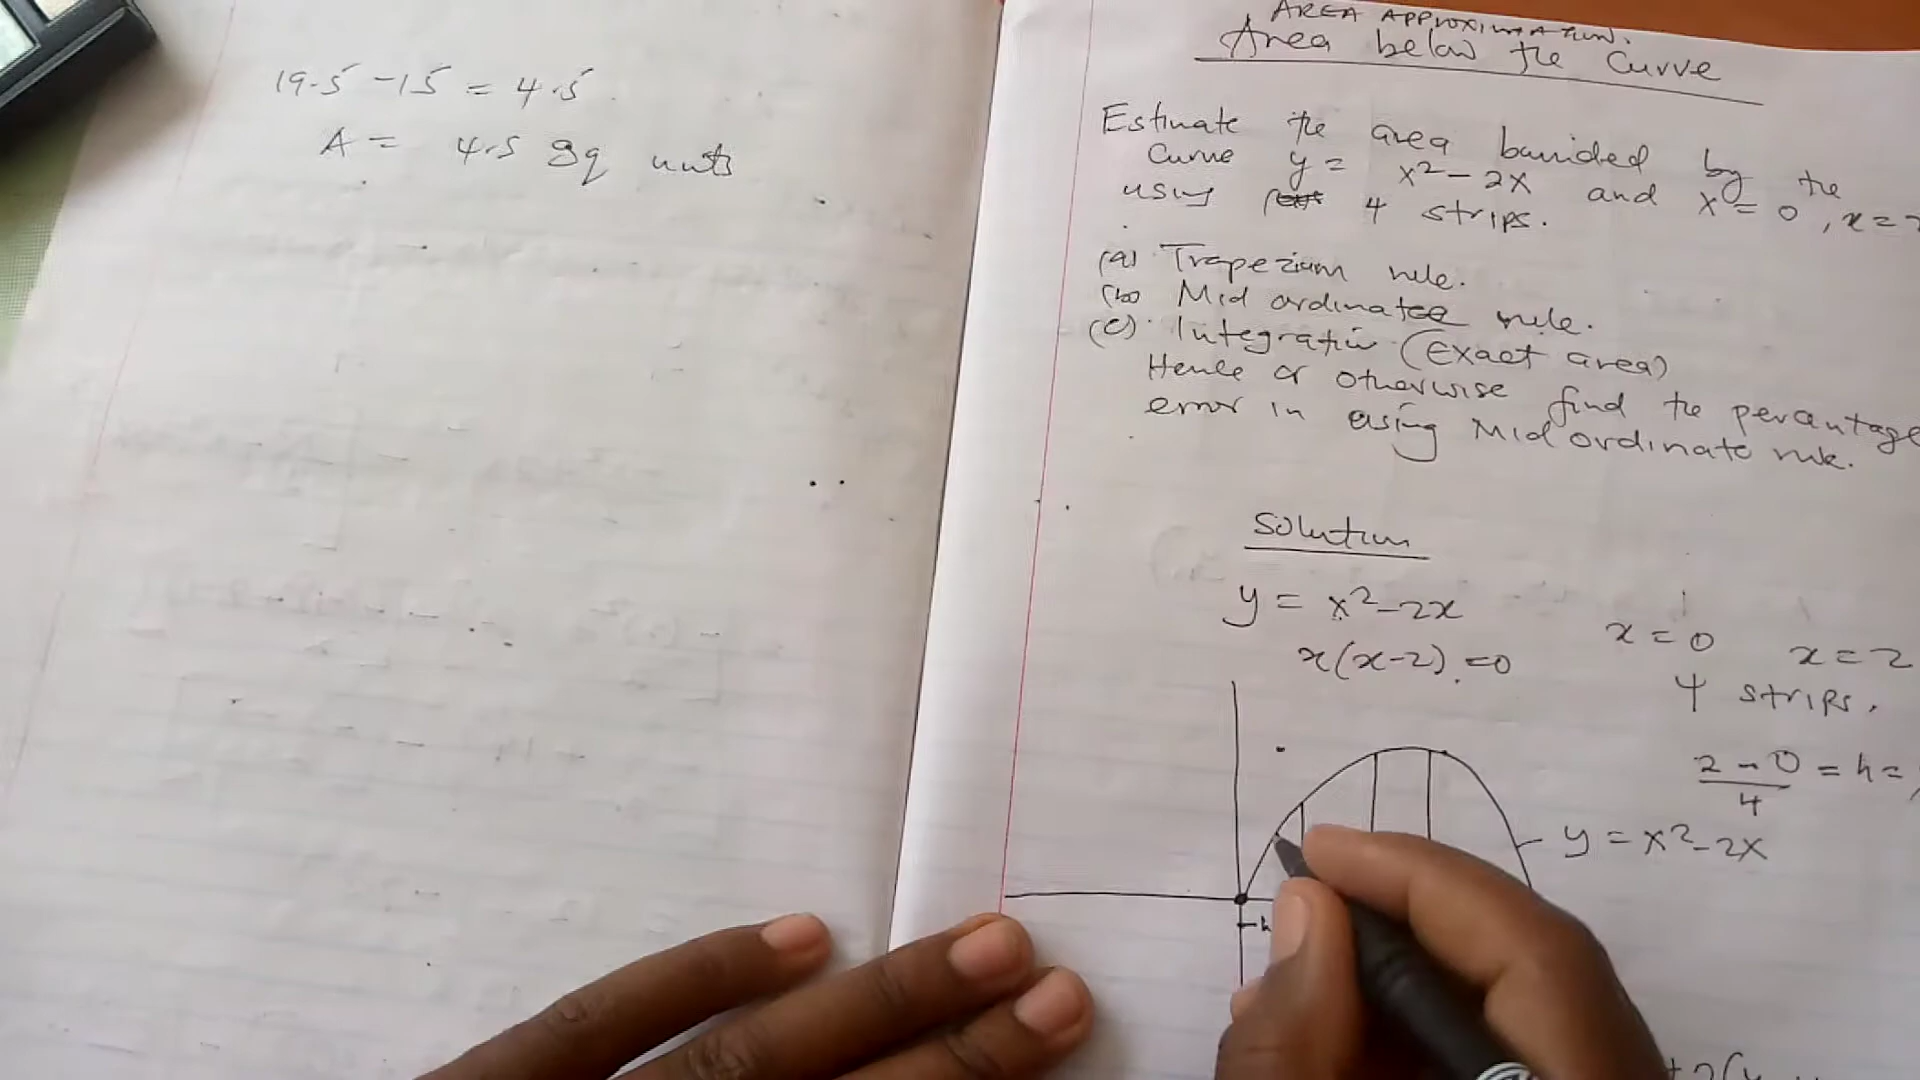 19.5 - 15 = 4.5
A = 4.5 sq units
AREA APProxiMATiuN.
Area below the Curve
Estimate the area bounded by the
Curve y = x² - 2x and x = 0, x = 2
using 4 strips.
(a) Trapezium rule.
(b) Mid ordinate rule.
(c) Integration (Exact area)
Hence or otherwise find the percantage
error in using Mid ordinate rule.
Solution
y = x² - 2x
x(x-2) = 0
x = 0 x = 2
4 strips.
2 - 0 = h =
4
y = x² - 2x
h